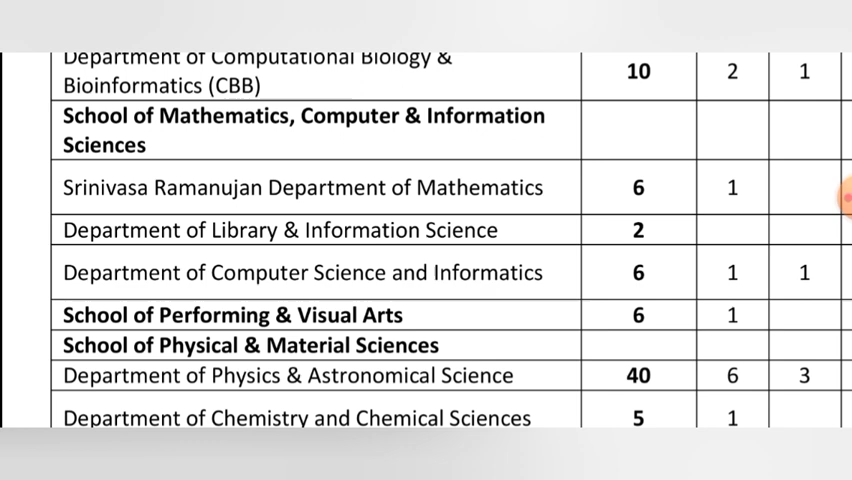 Department of Computational Biology &
Bioinformatics (CBB) 10 2 1
School of Mathematics, Computer & Information
Sciences
Srinivasa Ramanujan Department of Mathematics 6 1
Department of Library & Information Science 2
Department of Computer Science and Informatics 6 1 1
School of Performing & Visual Arts 6 1
School of Physical & Material Sciences
Department of Physics & Astronomical Science 40 6 3
Department of Chemistry and Chemical Sciences 5 1